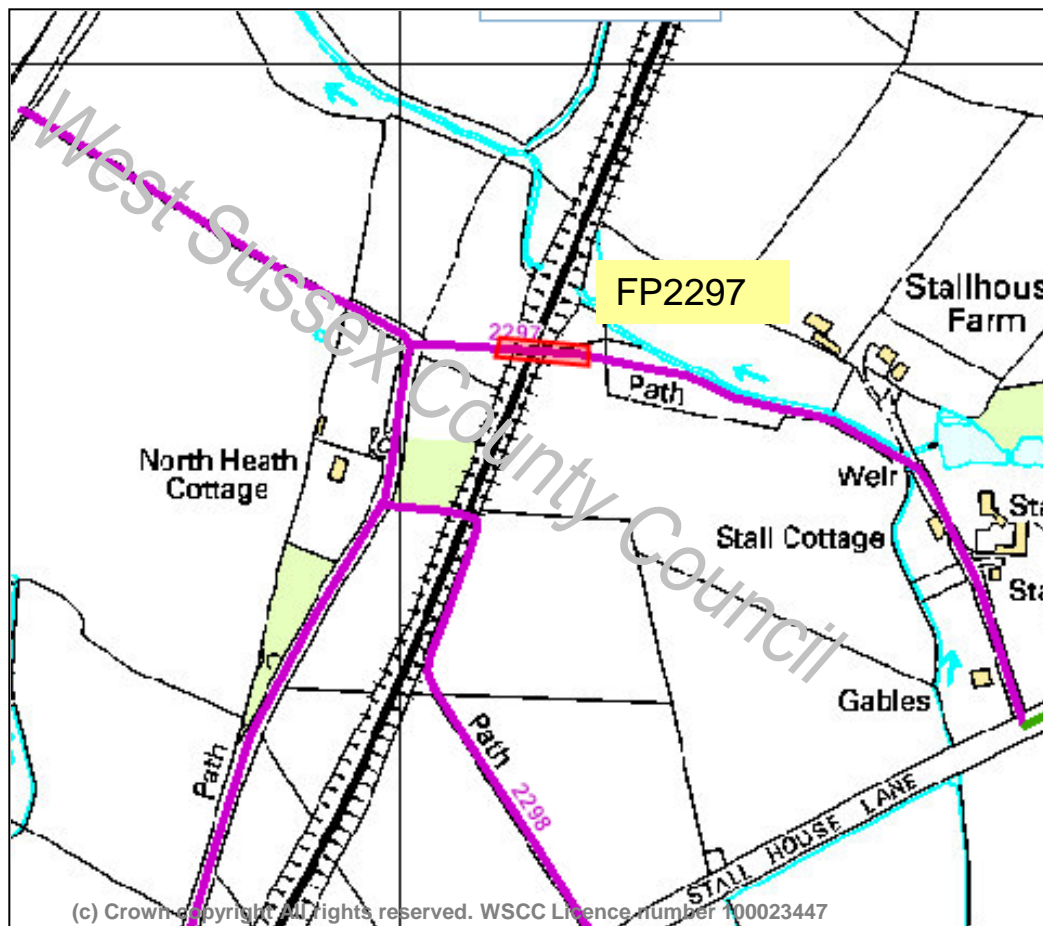 West Sussex County Council
2297
FP2297
Stallhous
Farm
Path
North Heath
Cottage
Weir
Sta
Stall Cottage
Sta
Gables
Path
Path
2298
STALL HOUSE LANE
(c) Crown copyright All rights reserved. WSCC Licence number 100023447